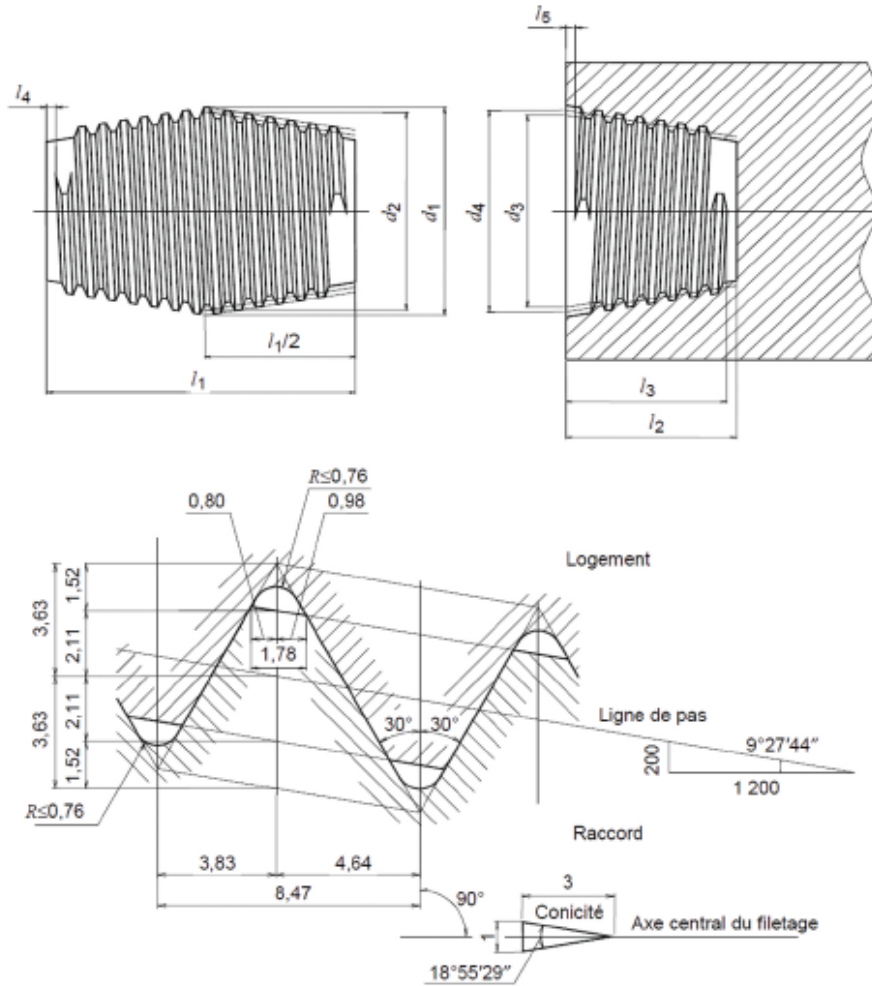 l4
l5
d2
d1
d4
d3
l1/2
l1
l3
l2
R≤0,76
0,80
0,98
Logement
3,63
1,52
2,11
1,78
3,63
2,11
1,52
30° 30°
Ligne de pas
200
9°27′44″
1 200
R≤0,76
Raccord
3,83
4,64
8,47
90°
3
Conicité
1
Axe central du filetage
18°55′29″